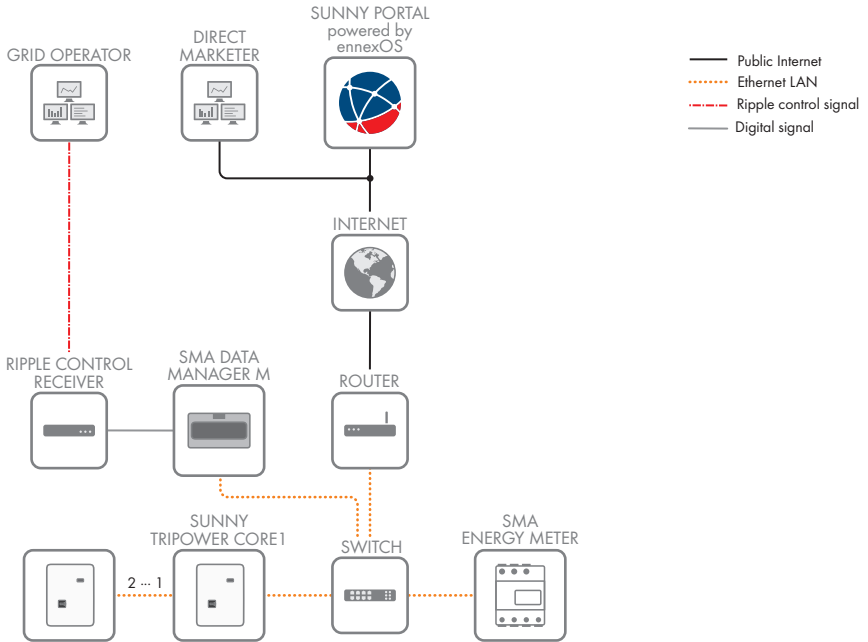 SUNNY PORTAL
powered by
ennexOS
DIRECT
MARKETER
GRID OPERATOR
Public Internet
Ethernet LAN
Ripple control signal
Digital signal
INTERNET
RIPPLE CONTROL
RECEIVER
SMA DATA
MANAGER M
ROUTER
SUNNY
TRIPOWER CORE1
SWITCH
SMA
ENERGY METER
2 ... 1